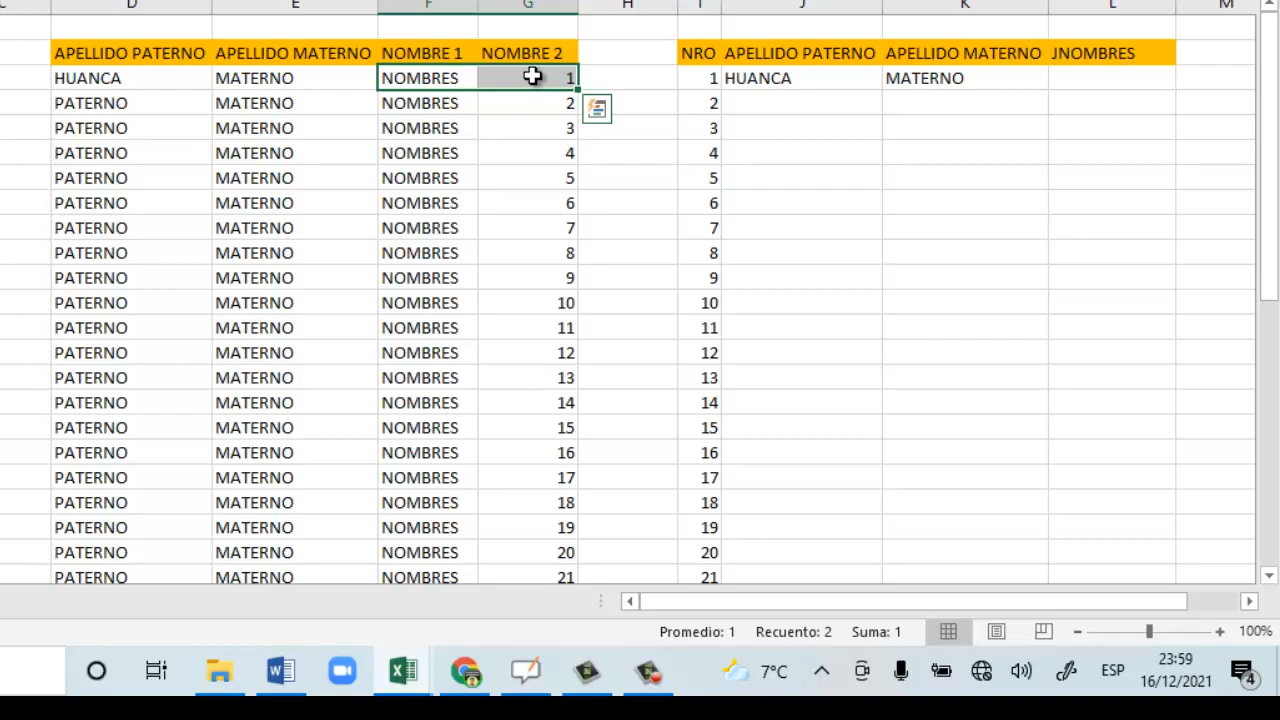 C D E F G H I J K L M
APELLIDO PATERNO APELLIDO MATERNO NOMBRE 1 NOMBRE 2 NRO APELLIDO PATERNO APELLIDO MATERNO JNOMBRES
HUANCA MATERNO NOMBRES 1 1 HUANCA MATERNO
PATERNO MATERNO NOMBRES 2 2
PATERNO MATERNO NOMBRES 3 3
PATERNO MATERNO NOMBRES 4 4
PATERNO MATERNO NOMBRES 5 5
PATERNO MATERNO NOMBRES 6 6
PATERNO MATERNO NOMBRES 7 7
PATERNO MATERNO NOMBRES 8 8
PATERNO MATERNO NOMBRES 9 9
PATERNO MATERNO NOMBRES 10 10
PATERNO MATERNO NOMBRES 11 11
PATERNO MATERNO NOMBRES 12 12
PATERNO MATERNO NOMBRES 13 13
PATERNO MATERNO NOMBRES 14 14
PATERNO MATERNO NOMBRES 15 15
PATERNO MATERNO NOMBRES 16 16
PATERNO MATERNO NOMBRES 17 17
PATERNO MATERNO NOMBRES 18 18
PATERNO MATERNO NOMBRES 19 19
PATERNO MATERNO NOMBRES 20 20
PATERNO MATERNO NOMBRES 21 21
Promedio: 1 Recuento: 2 Suma: 1 100%
7°C ESP 23:59
16/12/2021 4